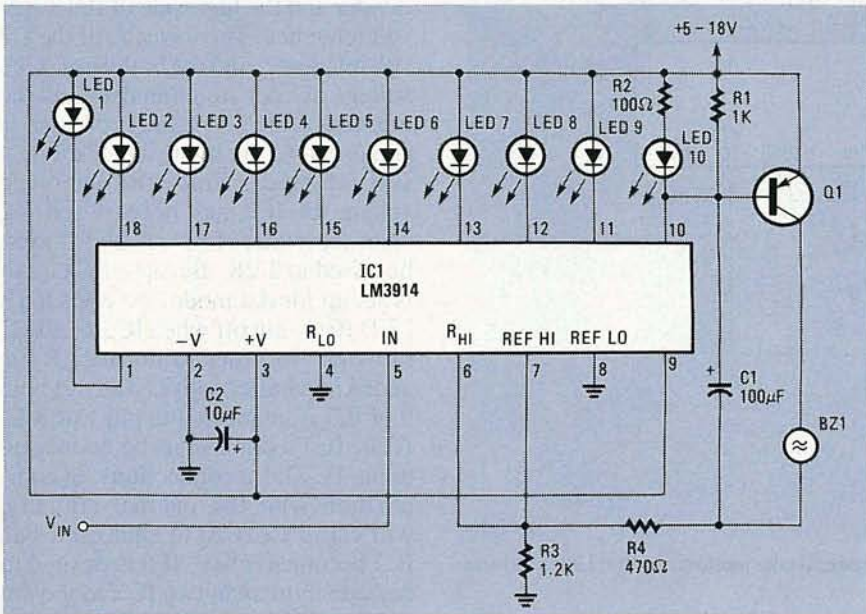 +5 – 18V
LED
1
LED 2
LED 3
LED 4
LED 5
LED 6
LED 7
LED 8
LED 9
R2
100Ω
LED
10
R1
1K
Q1
18
17
16
15
14
13
12
11
10
IC1
LM3914
–V
+V
RLO
IN
RHI
REF HI
REF LO
1
2
3
4
5
6
7
8
9
C2
10µF
+
+
C1
100µF
BZ1
VIN
R3
1.2K
R4
470Ω